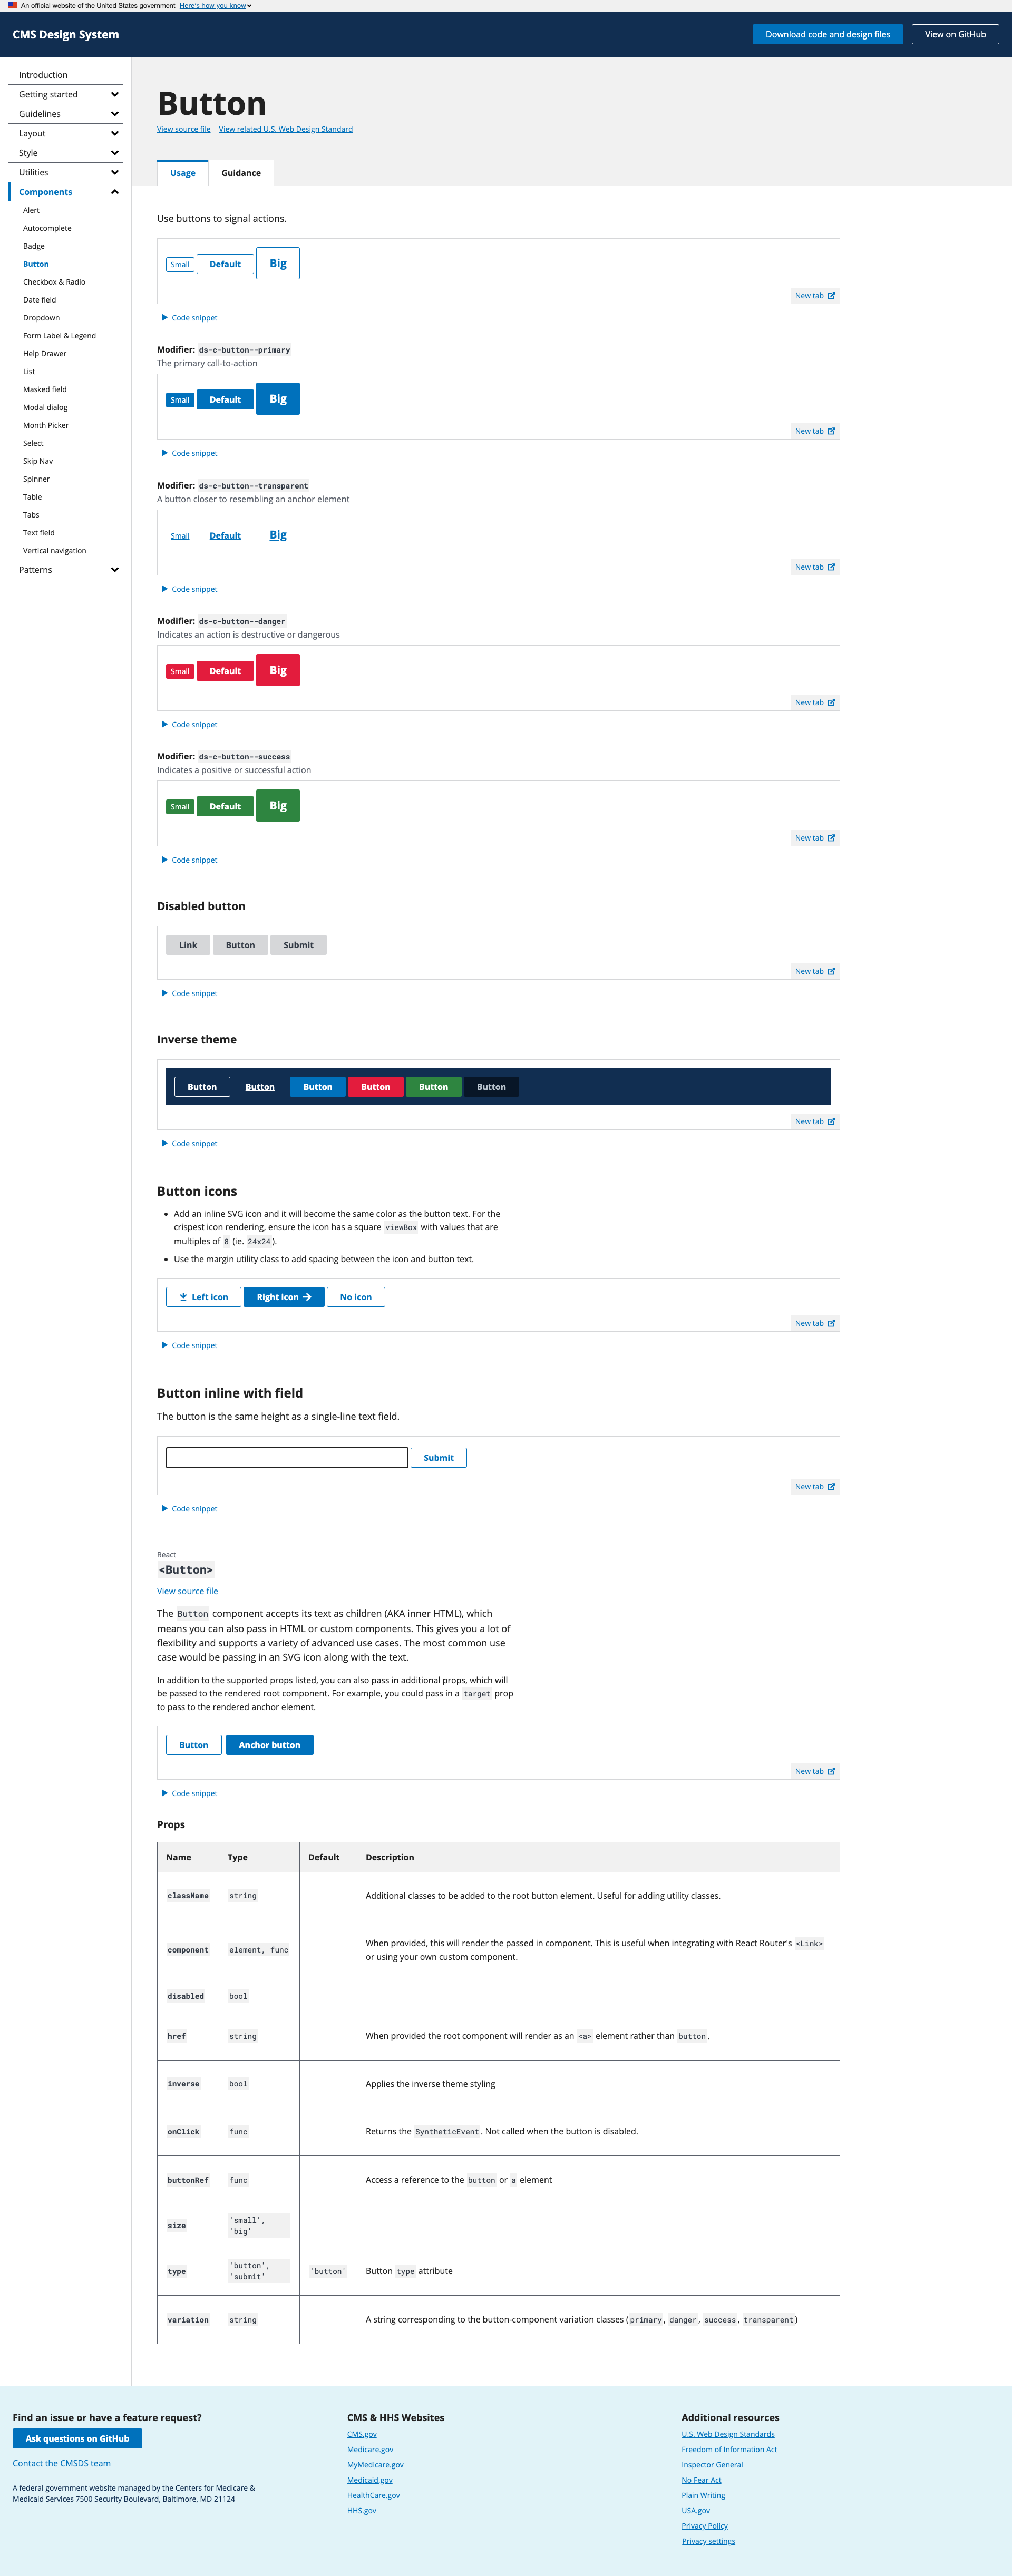 An official website of the United States government Here's how you know
CMS Design System
Download code and design files
View on GitHub
Introduction
Getting started
Guidelines
Layout
Style
Utilities
Components
Alert
Autocomplete
Badge
Button
Checkbox & Radio
Date field
Dropdown
Form Label & Legend
Help Drawer
List
Masked field
Modal dialog
Month Picker
Select
Skip Nav
Spinner
Table
Tabs
Text field
Vertical navigation
Patterns
Button
View source file View related U.S. Web Design Standard
Usage Guidance
Use buttons to signal actions.
Small Default Big
New tab
Code snippet
Modifier: ds-c-button--primary
The primary call-to-action
Small Default Big
New tab
Code snippet
Modifier: ds-c-button--transparent
A button closer to resembling an anchor element
Small Default Big
New tab
Code snippet
Modifier: ds-c-button--danger
Indicates an action is destructive or dangerous
Small Default Big
New tab
Code snippet
Modifier: ds-c-button--success
Indicates a positive or successful action
Small Default Big
New tab
Code snippet
Disabled button
Link Button Submit
New tab
Code snippet
Inverse theme
Button Button Button Button Button Button
New tab
Code snippet
Button icons
• Add an inline SVG icon and it will become the same color as the button text. For the
crispest icon rendering, ensure the icon has a square viewBox with values that are
multiples of 8 (ie. 24x24).
• Use the margin utility class to add spacing between the icon and button text.
Left icon Right icon No icon
New tab
Code snippet
Button inline with field
The button is the same height as a single-line text field.
Submit
New tab
Code snippet
React
<Button>
View source file
The Button component accepts its text as children (AKA inner HTML), which
means you can also pass in HTML or custom components. This gives you a lot of
flexibility and supports a variety of advanced use cases. The most common use
case would be passing in an SVG icon along with the text.
In addition to the supported props listed, you can also pass in additional props, which will
be passed to the rendered root component. For example, you could pass in a target prop
to pass to the rendered anchor element.
Button Anchor button
New tab
Code snippet
Props
Name Type Default Description
className string Additional classes to be added to the root button element. Useful for adding utility classes.
component element, func When provided, this will render the passed in component. This is useful when integrating with React Router's <Link>
or using your own custom component.
disabled bool
href string When provided the root component will render as an <a> element rather than button.
inverse bool Applies the inverse theme styling
onClick func Returns the SyntheticEvent. Not called when the button is disabled.
buttonRef func Access a reference to the button or a element
size 'small',
'big'
type 'button',
'submit' 'button' Button type attribute
variation string A string corresponding to the button-component variation classes (primary, danger, success, transparent)
Find an issue or have a feature request?
Ask questions on GitHub
Contact the CMSDS team
A federal government website managed by the Centers for Medicare &
Medicaid Services 7500 Security Boulevard, Baltimore, MD 21124
CMS & HHS Websites
CMS.gov
Medicare.gov
MyMedicare.gov
Medicaid.gov
HealthCare.gov
HHS.gov
Additional resources
U.S. Web Design Standards
Freedom of Information Act
Inspector General
No Fear Act
Plain Writing
USA.gov
Privacy Policy
Privacy settings